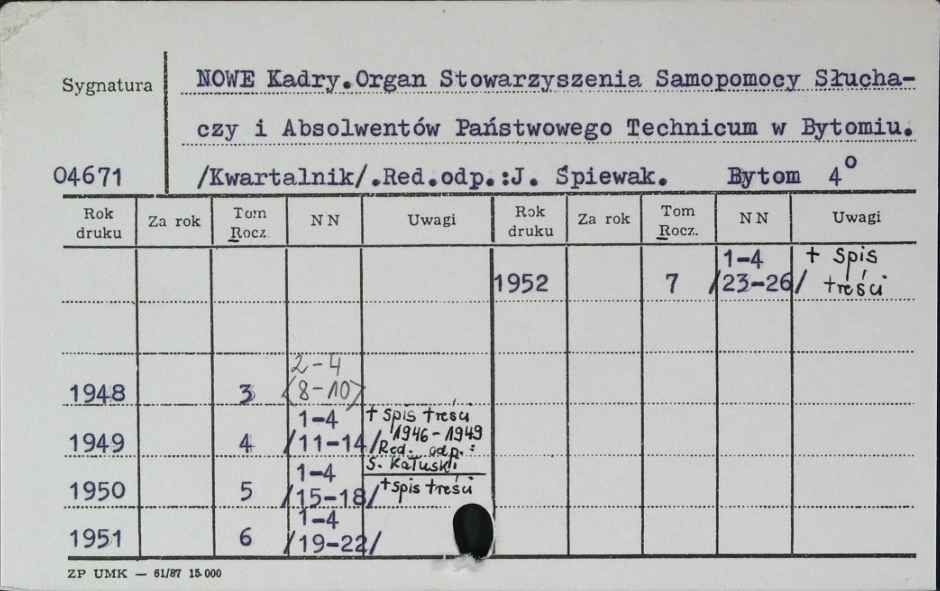 NOWE Kadry.Organ Stowarzyszenia Samopomocy Słucha-
Sygnatura
czy i Absolwentów Państwowego Technicum w Bytomiu.
04671 /Kwartalnik/.Red.odp.:J. Śpiewak. Bytom 4°
Rok druku Za rok Tom Rocz. NN Uwagi Rok druku Za rok Tom Rocz. NN Uwagi
1952 7 1-4 /23-26/ + spis treści
1948 3 2-4 (8-10)
1949 4 1-4 /11-14/ + spis treści 1946-1949 Red. odp.: S. Kałuski
1950 5 1-4 /15-18/ + spis treści
1951 6 1-4 /19-22/
ZP UMK — 61/87 15 000